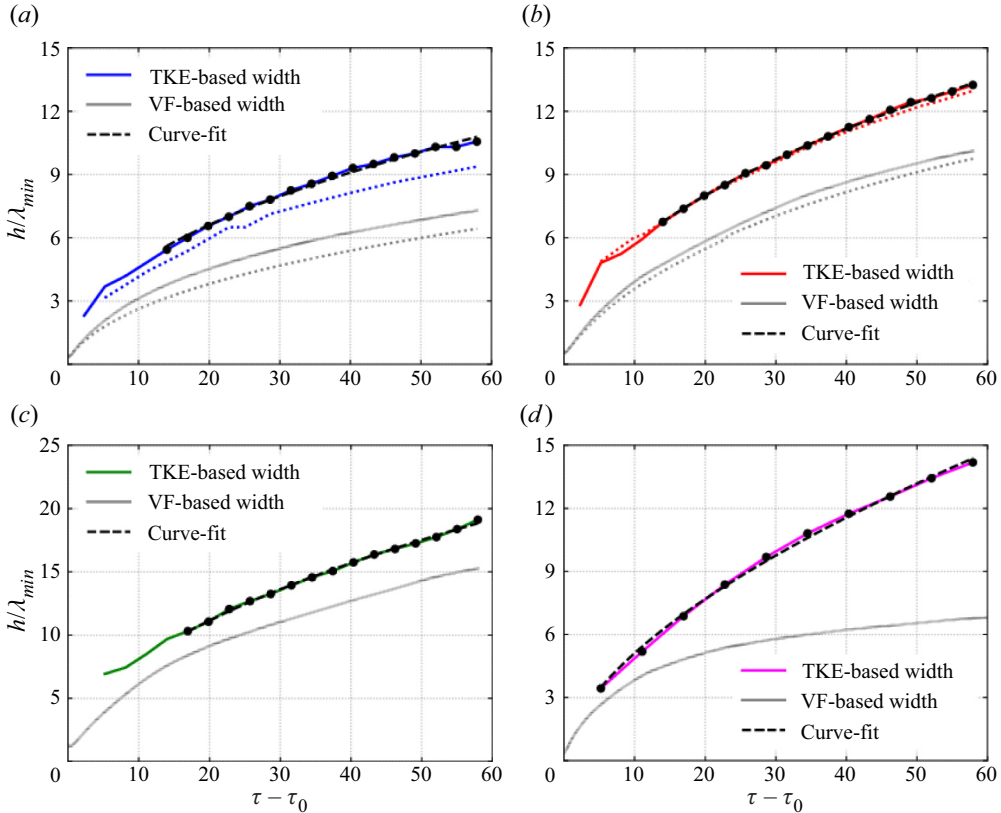 (a)
15
12
9
6
3
h/λmin
TKE-based width
VF-based width
Curve-fit
0 10 20 30 40 50 60
(b)
15
12
9
6
3
TKE-based width
VF-based width
Curve-fit
0 10 20 30 40 50 60
(c)
25
20
15
10
5
h/λmin
TKE-based width
VF-based width
Curve-fit
0 10 20 30 40 50 60
τ – τ0
(d)
15
12
9
6
3
TKE-based width
VF-based width
Curve-fit
0 10 20 30 40 50 60
τ – τ0